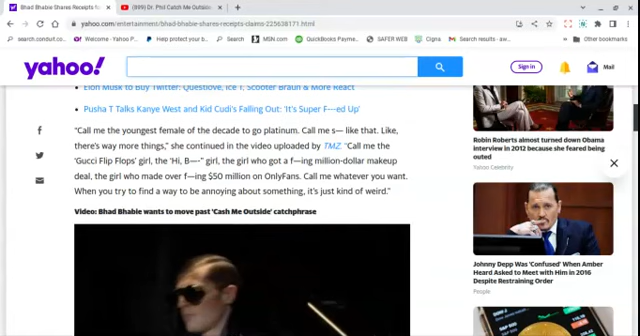 Bhad Bhabie Shares Receipts for
(899) Dr. Phil Catch Me Outside
yahoo.com/entertainment/bhad-bhabie-shares-receipts-claims-225638171.html
search.conduit.co...
Welcome - Yahoo P...
Help protect your b...
Search
MSN.com
QuickBooks Payme...
SAFER WEB
Cigna
Search results - aw...
Other bookmarks
yahoo!
Sign in
Mail
Elon Musk to Buy Twitter: Questlove, Ice T, Scooter Braun & More React
Pusha T Talks Kanye West and Kid Cudi's Falling Out: 'It's Super F—ed Up'
“Call me the youngest female of the decade to go platinum. Call me s— like that. Like,
there’s way more things,” she continued in the video uploaded by TMZ. “Call me the
‘Gucci Flip Flops’ girl, the ‘Hi, B—-” girl, the girl who got a f—ing million-dollar makeup
deal, the girl who made over f—ing $50 million on OnlyFans. Call me whatever you want.
When you try to find a way to be annoying about something, it’s just kind of weird.”
Video: Bhad Bhabie wants to move past 'Cash Me Outside' catchphrase
Robin Roberts almost turned down Obama
interview in 2012 because she feared being
outed
Yahoo Celebrity
Johnny Depp Was 'Confused' When Amber
Heard Asked to Meet with Him in 2016
Despite Restraining Order
People